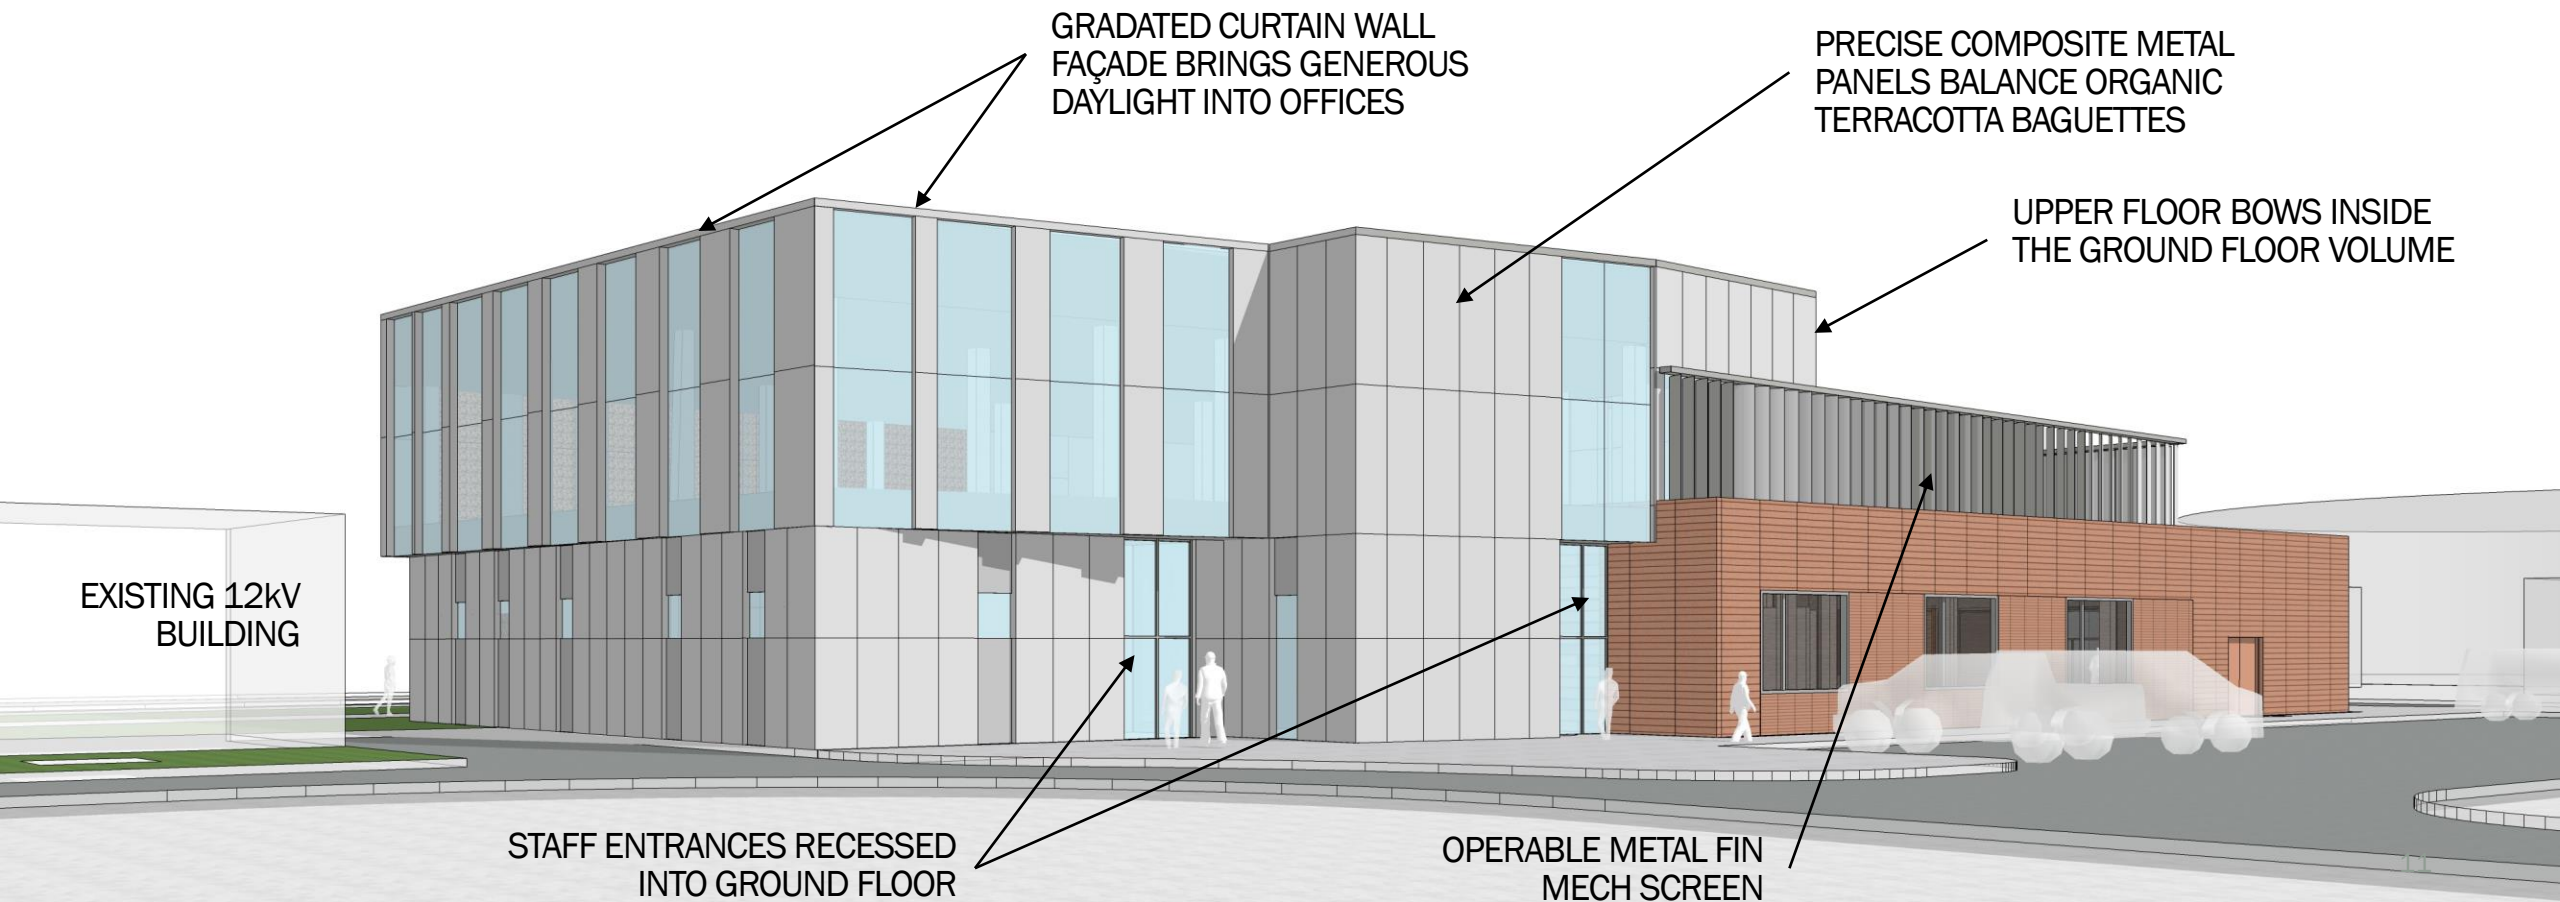 GRADATED CURTAIN WALL
FAÇADE BRINGS GENEROUS
DAYLIGHT INTO OFFICES
PRECISE COMPOSITE METAL
PANELS BALANCE ORGANIC
TERRACOTTA BAGUETTES
UPPER FLOOR BOWS INSIDE
THE GROUND FLOOR VOLUME
EXISTING 12kV
BUILDING
STAFF ENTRANCES RECESSED
INTO GROUND FLOOR
OPERABLE METAL FIN
MECH SCREEN
11